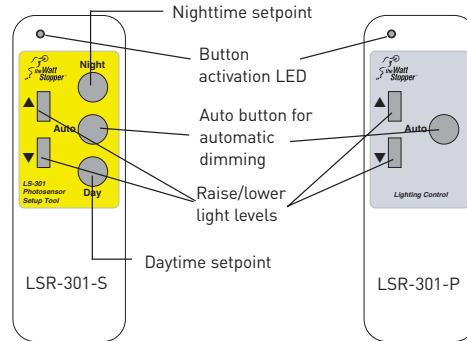 Nighttime setpoint
Button
activation LED
the Watt
Stopper
Night
Auto
Day
LS-301
Photosensor
Setup Tool
LSR-301-S
Auto button for
automatic
dimming
Raise/lower
light levels
Daytime setpoint
the Watt
Stopper
Auto
Lighting Control
LSR-301-P